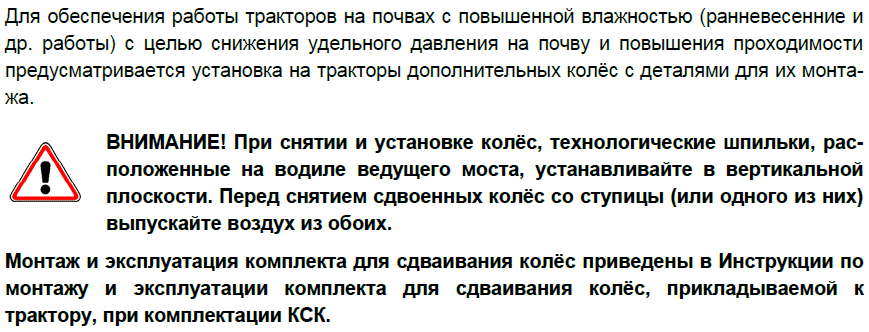 Для обеспечения работы тракторов на почвах с повышенной влажностью (ранневесенние и
др. работы) с целью снижения удельного давления на почву и повышения проходимости
предусматривается установка на тракторы дополнительных колёс с деталями для их монта-
жа.
ВНИМАНИЕ! При снятии и установке колёс, технологические шпильки, рас-
положенные на водиле ведущего моста, устанавливайте в вертикальной
плоскости. Перед снятием сдвоенных колёс со ступицы (или одного из них)
выпускайте воздух из обоих.
Монтаж и эксплуатация комплекта для сдваивания колёс приведены в Инструкции по
монтажу и эксплуатации комплекта для сдваивания колёс, прикладываемой к
трактору, при комплектации КСК.